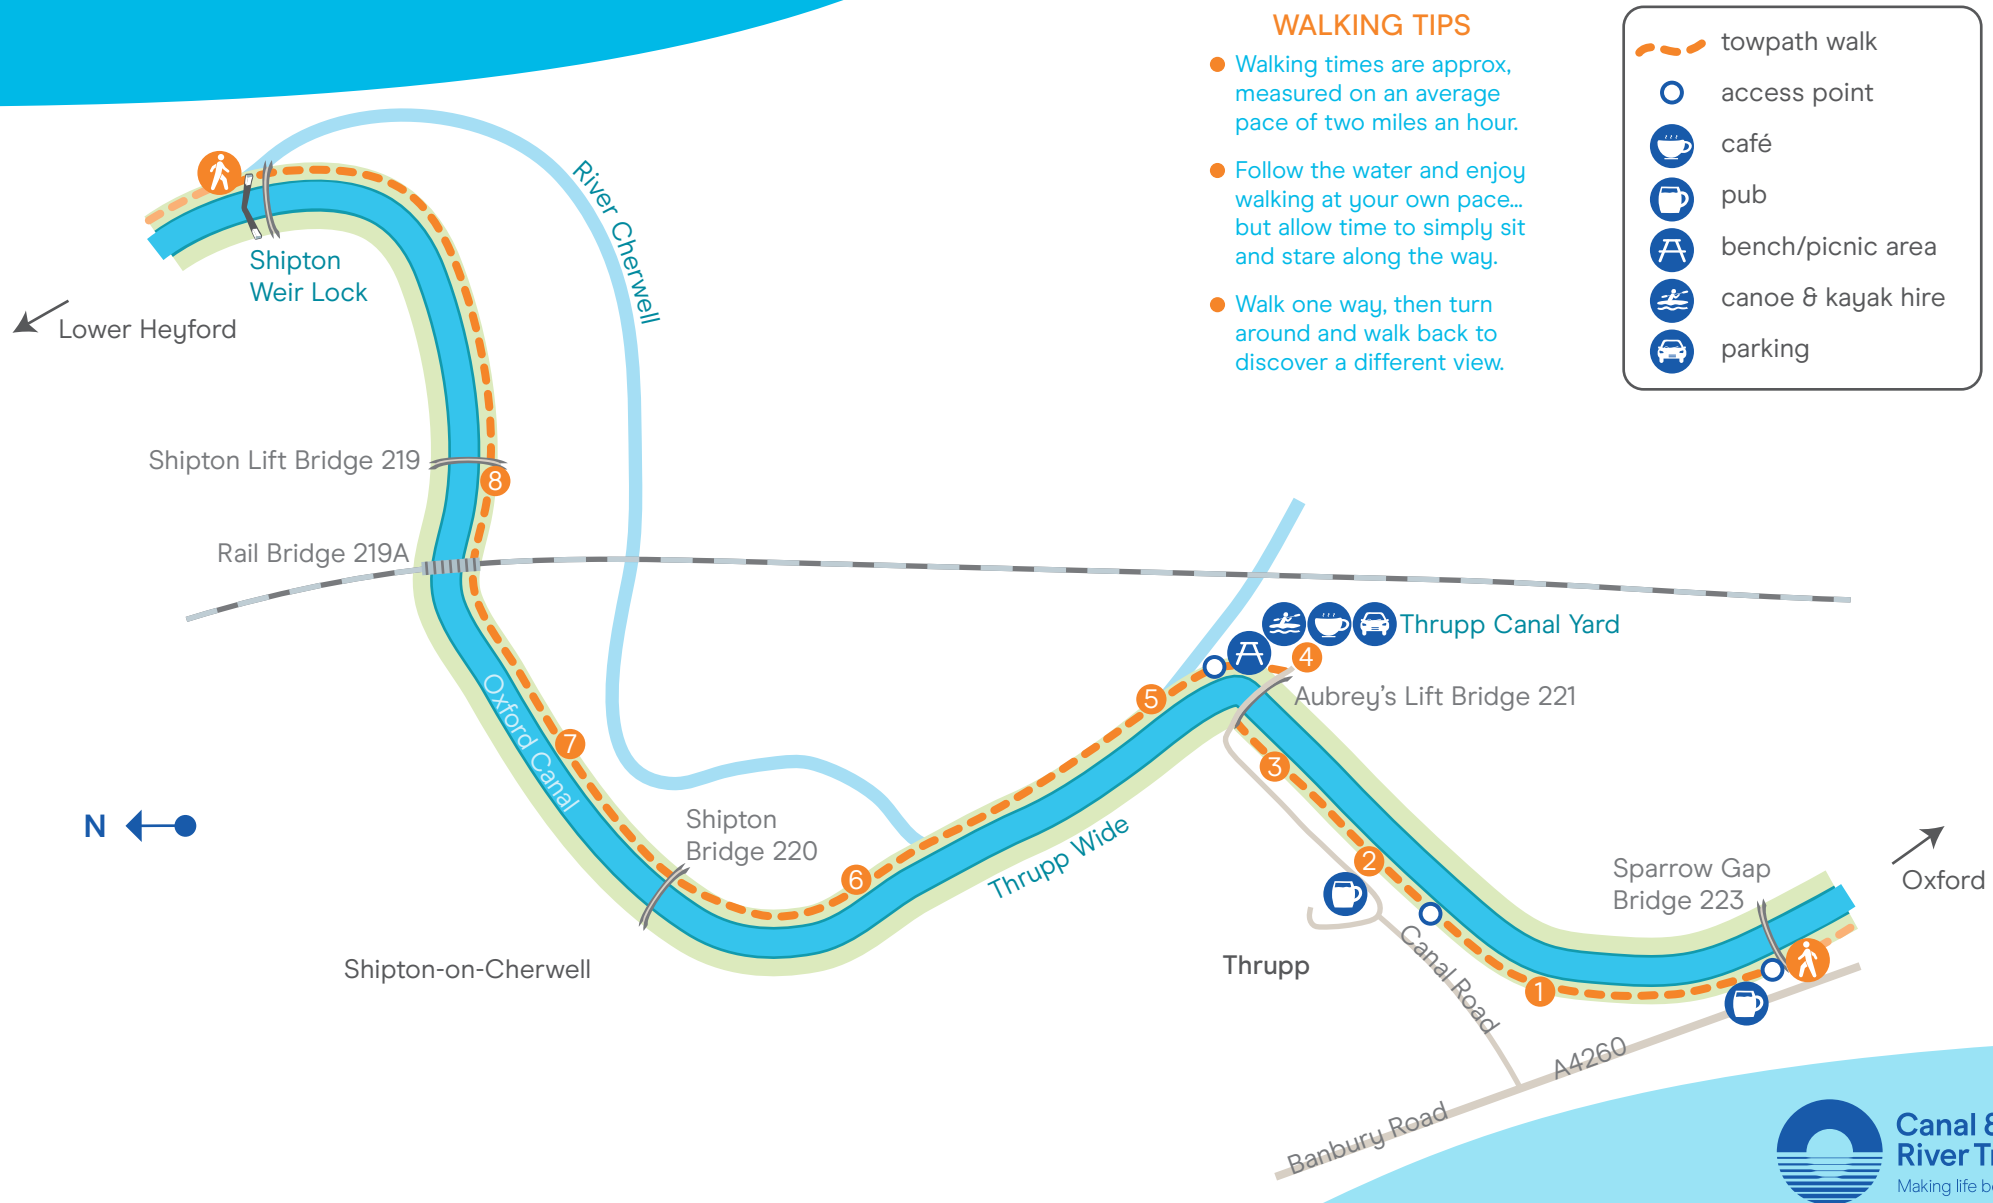 WALKING TIPS
Walking times are approx,
measured on an average
pace of two miles an hour.
Follow the water and enjoy
walking at your own pace...
but allow time to simply sit
and stare along the way.
Walk one way, then turn
around and walk back to
discover a different view.
towpath walk
access point
café
pub
bench/picnic area
canoe & kayak hire
parking
River Cherwell
Shipton
Weir Lock
Lower Heyford
Shipton Lift Bridge 219
8
Rail Bridge 219A
Thrupp Canal Yard
4
5
Aubrey's Lift Bridge 221
Oxford Canal
7
3
N
Shipton
Bridge 220
6
Thrupp Wide
2
Sparrow Gap
Bridge 223
Oxford
Shipton-on-Cherwell
Thrupp
Canal Road
1
A4260
Banbury Road
Canal &
River
Making life